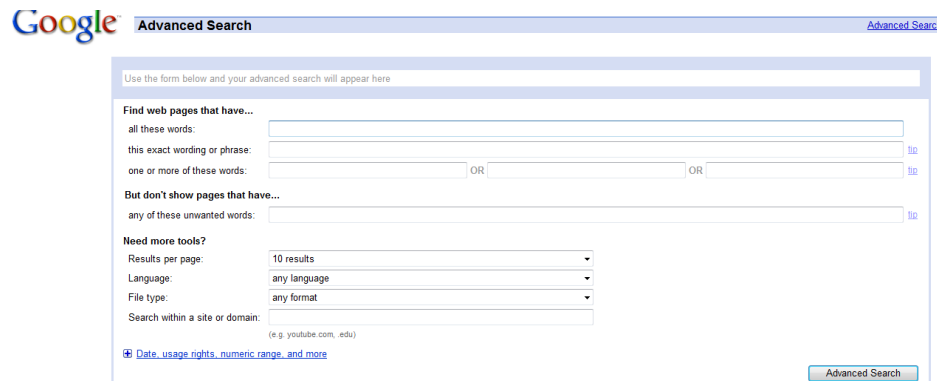 Google Advanced Search Advanced Searc
Use the form below and your advanced search will appear here
Find web pages that have...
all these words:
this exact wording or phrase: tip
one or more of these words: OR OR tip
But don't show pages that have...
any of these unwanted words: tip
Need more tools?
Results per page: 10 results
Language: any language
File type: any format
Search within a site or domain:
(e.g. youtube.com, .edu)
Date, usage rights, numeric range, and more
Advanced Search